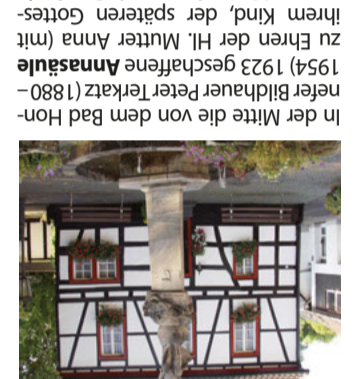 In der Mitte die von dem Bad Hon-
nefer Bildhauer Peter Terkatz (1880–
1954) 1923 geschaffene Annasäule
zu Ehren der Hl. Mutter Anna (mit
ihrem Kind, der späteren Gottes-